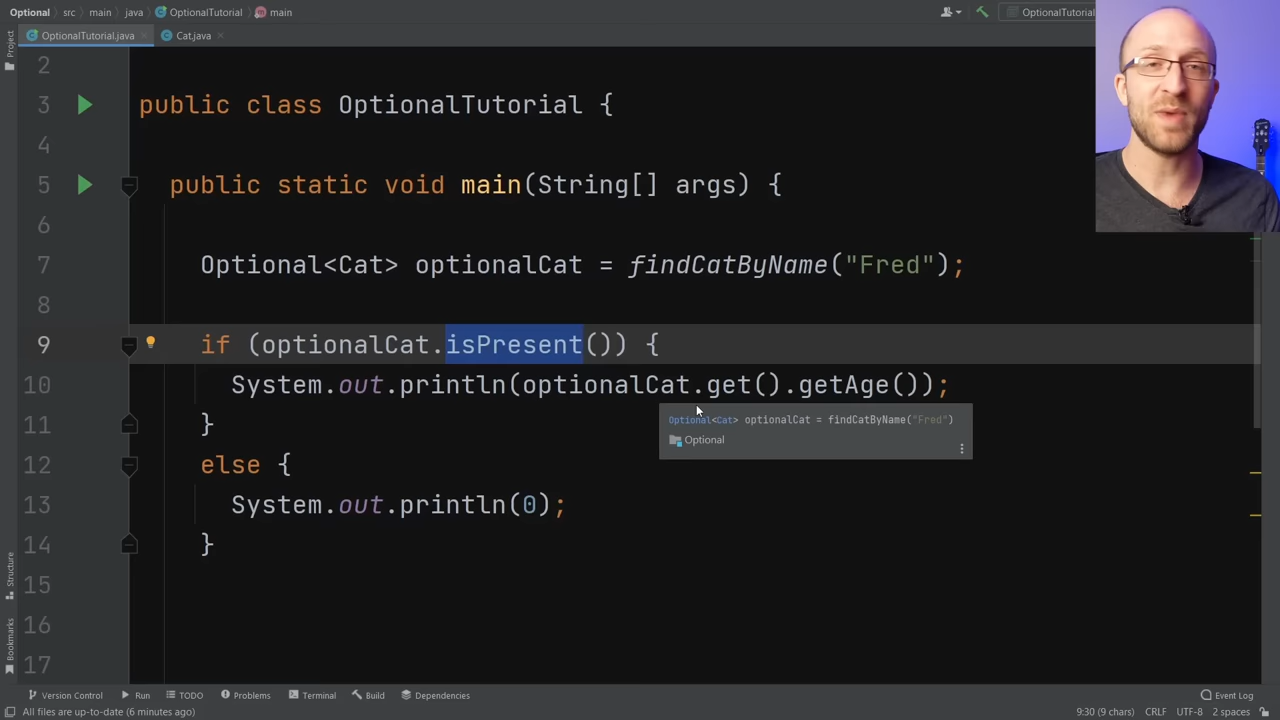 Optional src main java OptionalTutorial main OptionalTutorial
OptionalTutorial.java Cat.java
Project
2
3 public class OptionalTutorial {
4
5 public static void main(String[] args) {
6
7 Optional<Cat> optionalCat = findCatByName("Fred");
8
9 if (optionalCat.isPresent()) {
10 System.out.println(optionalCat.get().getAge());
Optional<Cat> optionalCat = findCatByName("Fred")
Optional
11 }
12 else {
13 System.out.println(0);
14 }
15
16
17
Structure
Bookmarks
Version Control Run TODO Problems Terminal Build Dependencies Event Log
All files are up-to-date (6 minutes ago) 9:30 (9 chars) CRLF UTF-8 2 spaces